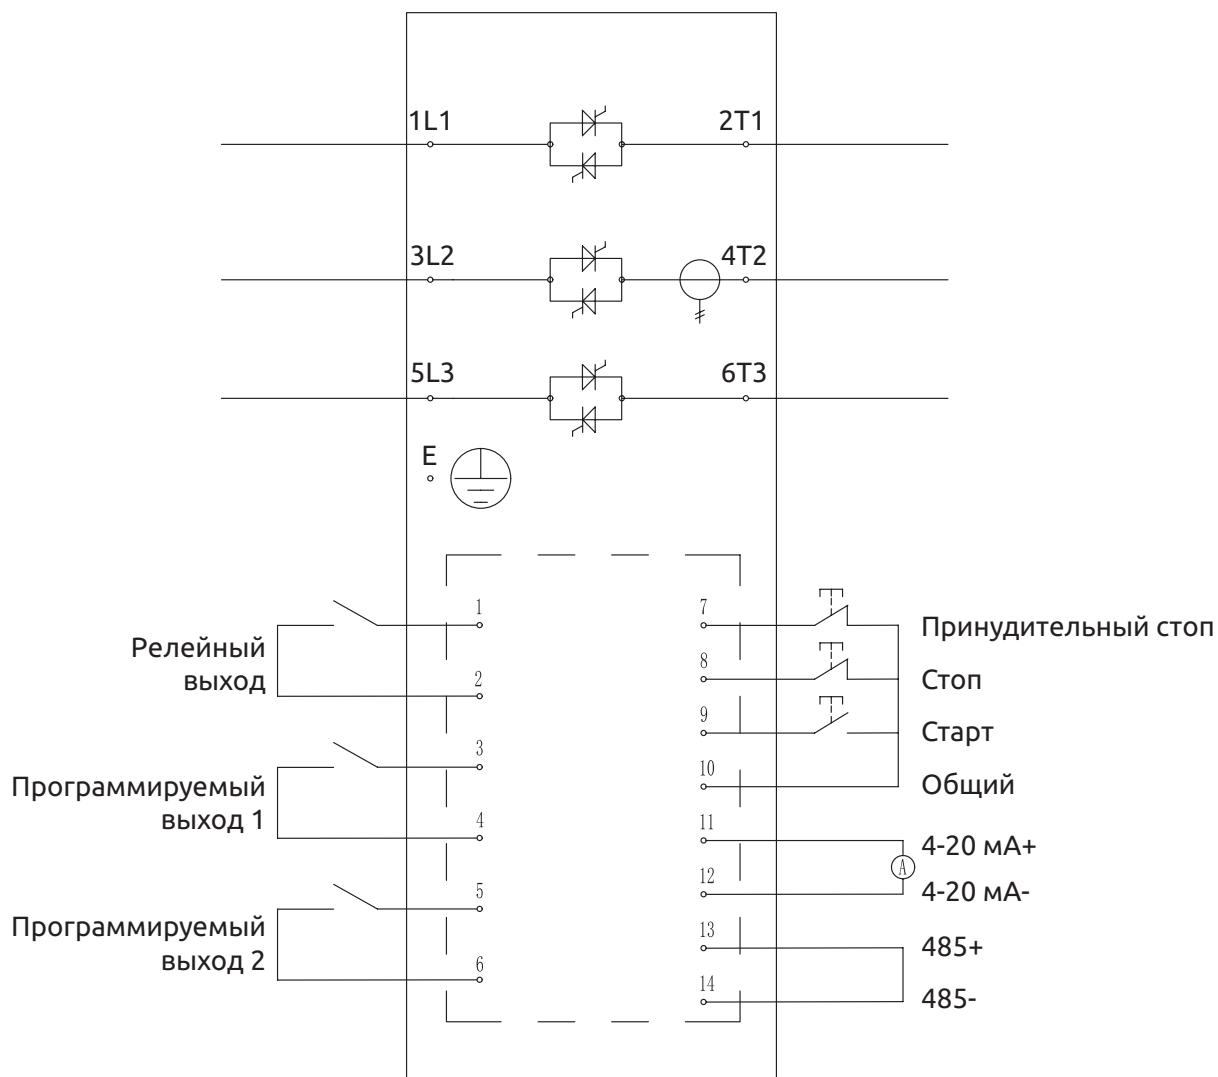 1L1
2T1
3L2
4T2
5L3
6T3
E
1
Релейный
выход
2
3
Программируемый
выход 1
4
5
Программируемый
выход 2
6
7
Принудительный стоп
8
Стоп
9
Старт
10
Общий
11
4-20 мА+
A
12
4-20 мА-
13
485+
14
485-